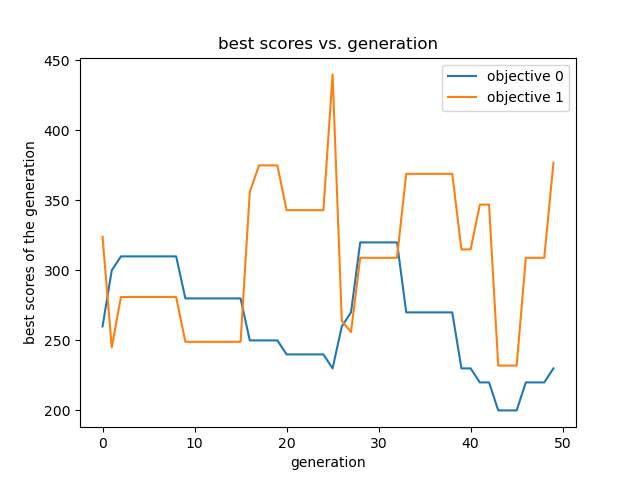 best scores vs. generation
objective 0
objective 1
best scores of the generation
450
400
350
300
250
200
0 10 20 30 40 50
generation